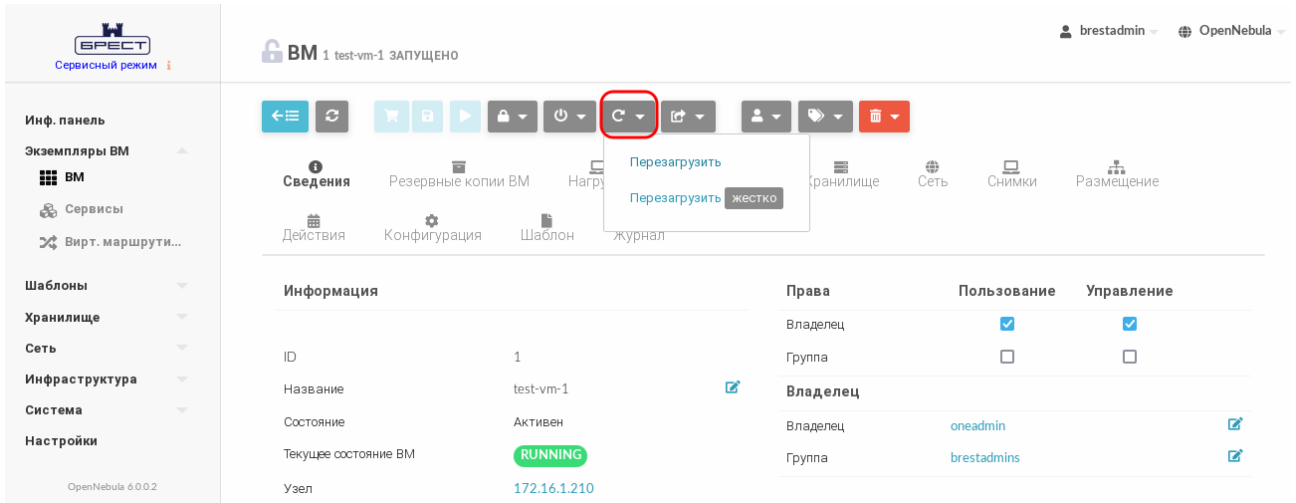 БРЕСТ
Сервисный режим i
ВМ 1 test-vm-1 ЗАПУЩЕНО
brestadmin
OpenNebula
Инф. панель
Экземпляры ВМ
ВМ
Сервисы
Вирт. маршрути...
Шаблоны
Хранилище
Сеть
Инфраструктура
Система
Настройки
OpenNebula 6.0.0.2
Перезагрузить
Перезагрузить жестко
Сведения Резервные копии ВМ Сеть Снимки Размещение
Действия Конфигурация Шаблон Журнал
Информация
ID 1
Название test-vm-1
Состояние Активен
Текущее состояние ВМ RUNNING
Узел 172.16.1.210
Права Пользование Управление
Владелец
Группа
Владелец
Владелец oneadmin
Группа brestadmins